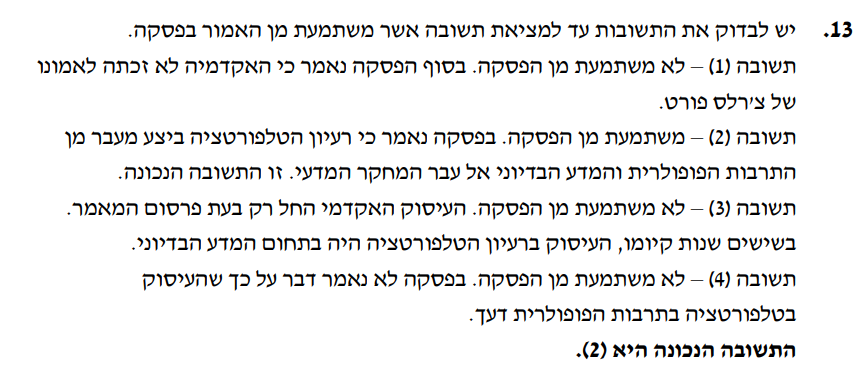 13. יש לבדוק את התשובות עד למציאת תשובה אשר משתמעת מן האמור בפסקה.
תשובה (1) – לא משתמעת מן הפסקה. בסוף הפסקה נאמר כי האקדמיה לא זכתה לאמונו
של צ'רלס פורט.
תשובה (2) – משתמעת מן הפסקה. בפסקה נאמר כי רעיון הטלפורטציה ביצע מעבר מן
התרבות הפופולרית והמדע הבדיוני אל עבר המחקר המדעי. זו התשובה הנכונה.
תשובה (3) – לא משתמעת מן הפסקה. העיסוק האקדמי החל רק בעת פרסום המאמר.
בשישים שנות קיומו, העיסוק ברעיון הטלפורטציה היה בתחום המדע הבדיוני.
תשובה (4) – לא משתמעת מן הפסקה. בפסקה לא נאמר דבר על כך שהעיסוק
בטלפורטציה בתרבות הפופולרית דעך.
התשובה הנכונה היא (2).